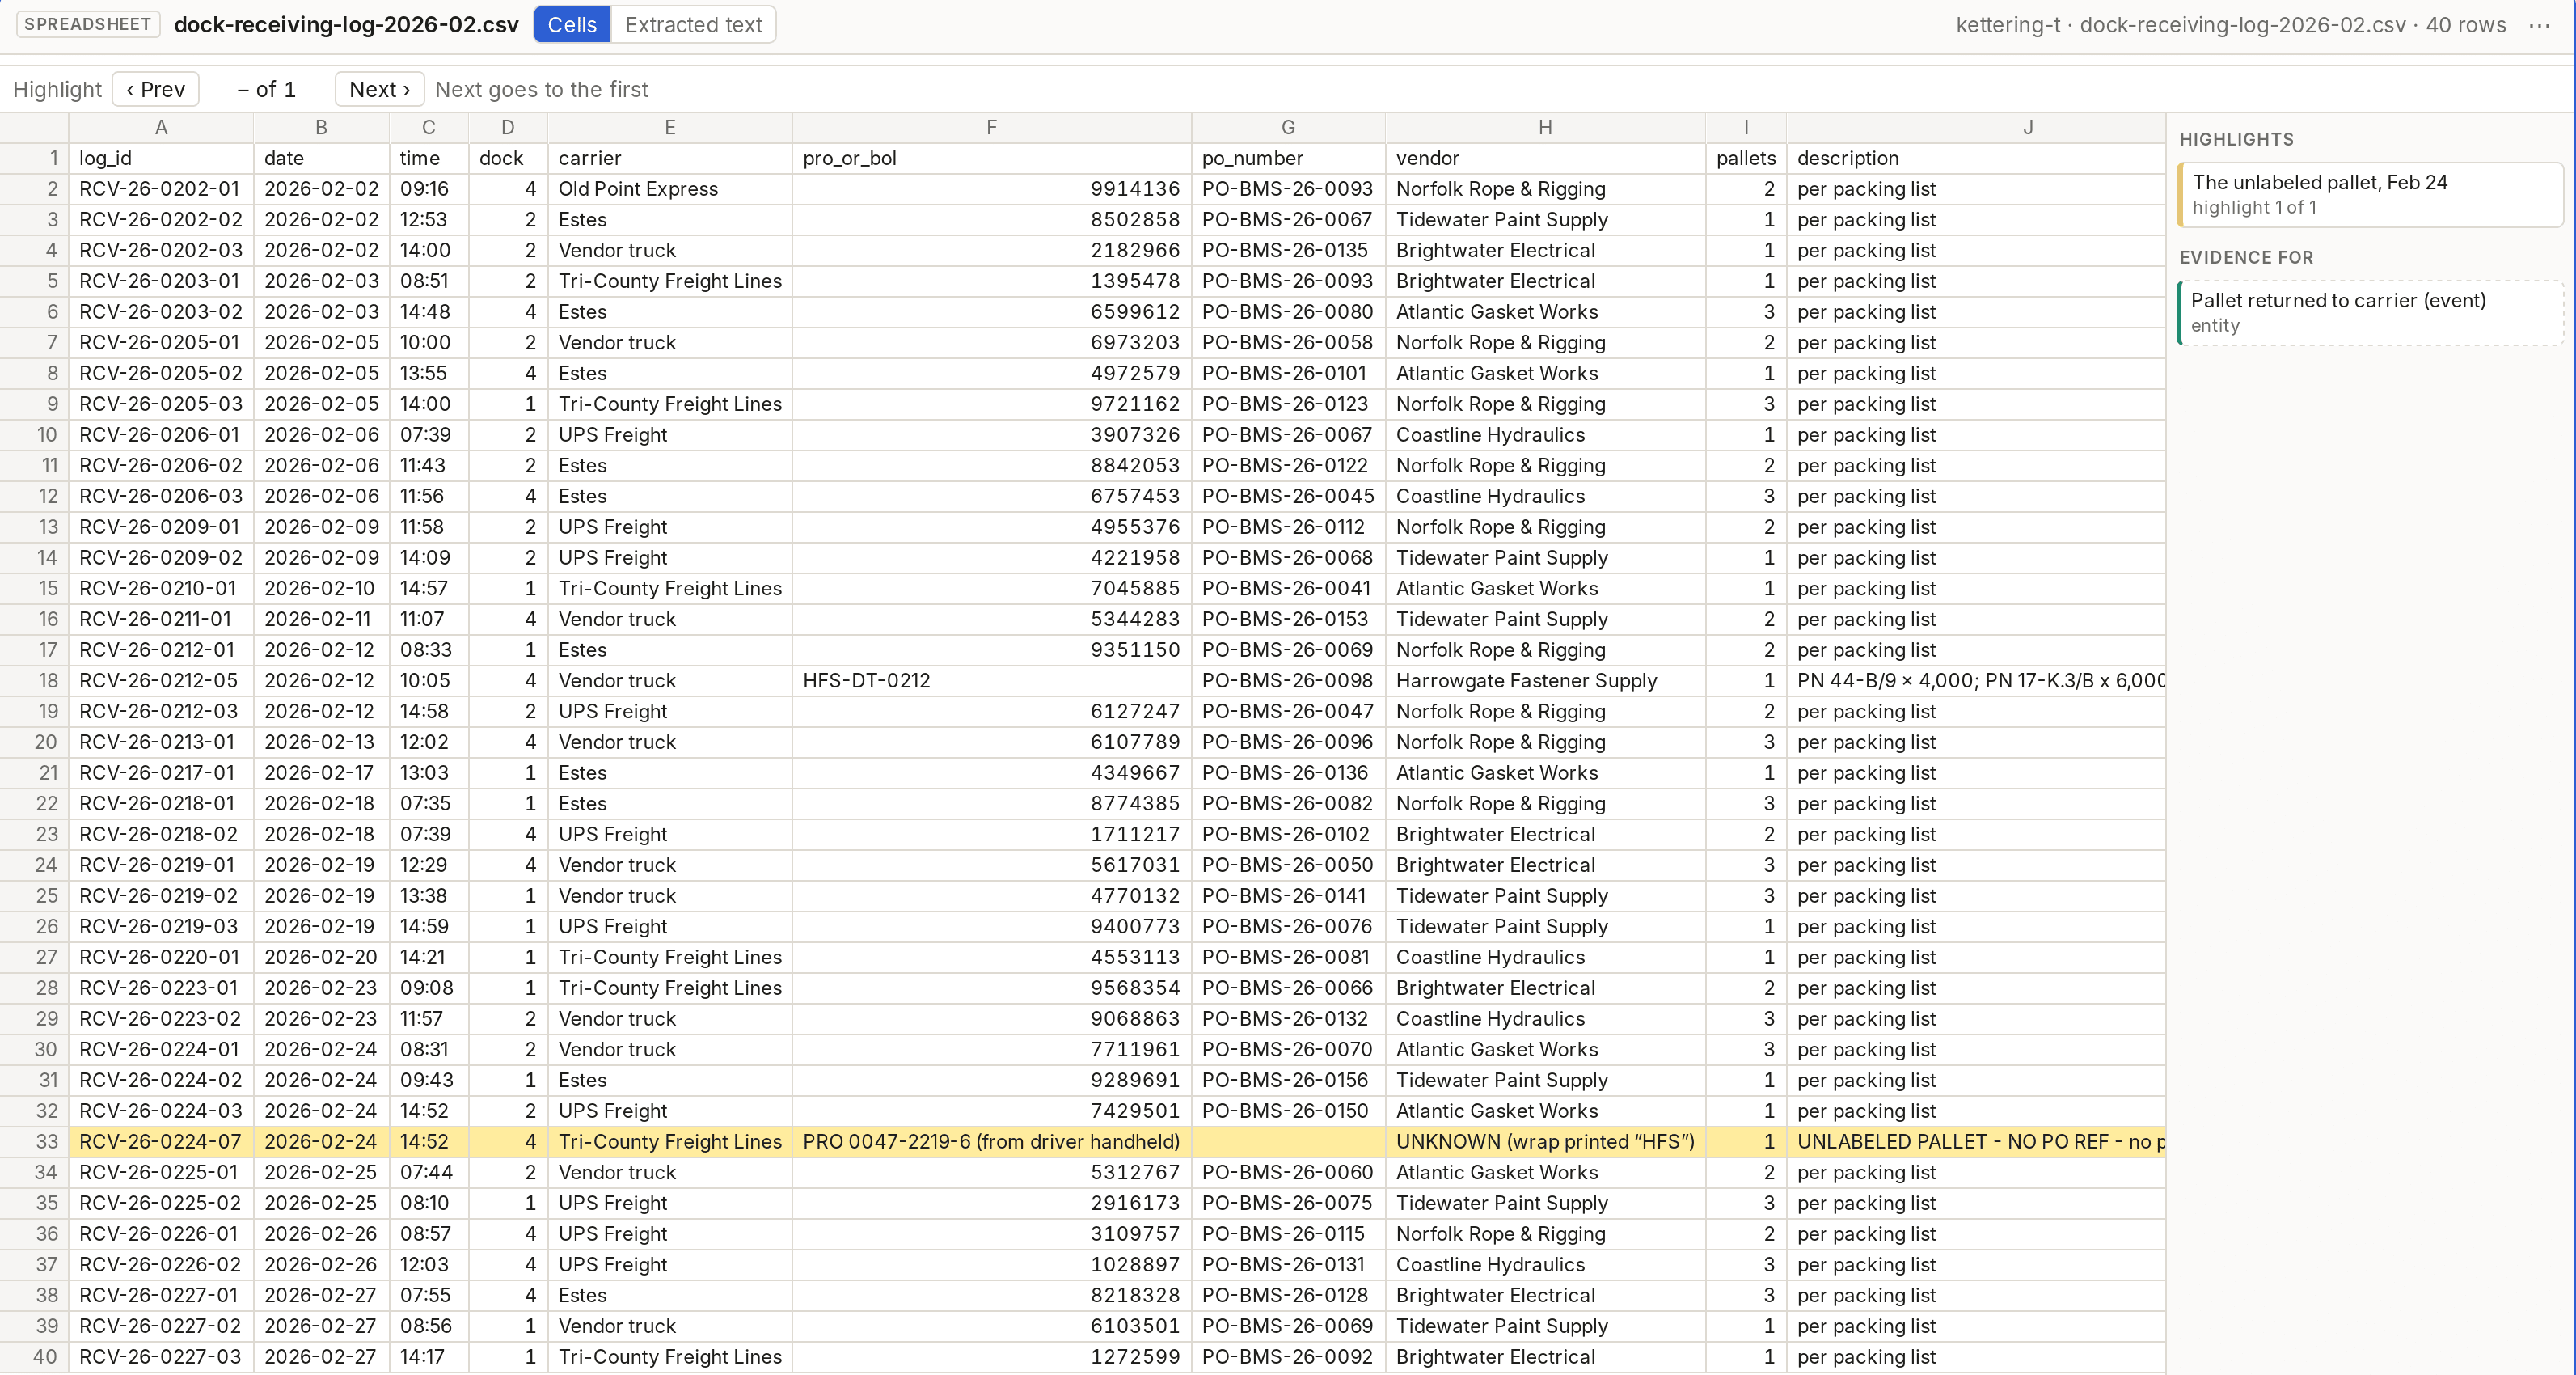 SPREADSHEET dock-receiving-log-2026-02.csv Cells Extracted text kettering-t · dock-receiving-log-2026-02.csv · 40 rows ⋯
Highlight ‹ Prev – of 1 Next › Next goes to the first
A B C D E F G H I J
1 log_id date time dock carrier pro_or_bol po_number vendor pallets description
2 RCV-26-0202-01 2026-02-02 09:16 4 Old Point Express 9914136 PO-BMS-26-0093 Norfolk Rope & Rigging 2 per packing list
3 RCV-26-0202-02 2026-02-02 12:53 2 Estes 8502858 PO-BMS-26-0067 Tidewater Paint Supply 1 per packing list
4 RCV-26-0202-03 2026-02-02 14:00 2 Vendor truck 2182966 PO-BMS-26-0135 Brightwater Electrical 1 per packing list
5 RCV-26-0203-01 2026-02-03 08:51 2 Tri-County Freight Lines 1395478 PO-BMS-26-0093 Brightwater Electrical 1 per packing list
6 RCV-26-0203-02 2026-02-03 14:48 4 Estes 6599612 PO-BMS-26-0080 Atlantic Gasket Works 3 per packing list
7 RCV-26-0205-01 2026-02-05 10:00 2 Vendor truck 6973203 PO-BMS-26-0058 Norfolk Rope & Rigging 2 per packing list
8 RCV-26-0205-02 2026-02-05 13:55 4 Estes 4972579 PO-BMS-26-0101 Atlantic Gasket Works 1 per packing list
9 RCV-26-0205-03 2026-02-05 14:00 1 Tri-County Freight Lines 9721162 PO-BMS-26-0123 Norfolk Rope & Rigging 3 per packing list
10 RCV-26-0206-01 2026-02-06 07:39 2 UPS Freight 3907326 PO-BMS-26-0067 Coastline Hydraulics 1 per packing list
11 RCV-26-0206-02 2026-02-06 11:43 2 Estes 8842053 PO-BMS-26-0122 Norfolk Rope & Rigging 2 per packing list
12 RCV-26-0206-03 2026-02-06 11:56 4 Estes 6757453 PO-BMS-26-0045 Coastline Hydraulics 3 per packing list
13 RCV-26-0209-01 2026-02-09 11:58 2 UPS Freight 4955376 PO-BMS-26-0112 Norfolk Rope & Rigging 2 per packing list
14 RCV-26-0209-02 2026-02-09 14:09 2 UPS Freight 4221958 PO-BMS-26-0068 Tidewater Paint Supply 1 per packing list
15 RCV-26-0210-01 2026-02-10 14:57 1 Tri-County Freight Lines 7045885 PO-BMS-26-0041 Atlantic Gasket Works 1 per packing list
16 RCV-26-0211-01 2026-02-11 11:07 4 Vendor truck 5344283 PO-BMS-26-0153 Tidewater Paint Supply 2 per packing list
17 RCV-26-0212-01 2026-02-12 08:33 1 Estes 9351150 PO-BMS-26-0069 Norfolk Rope & Rigging 2 per packing list
18 RCV-26-0212-05 2026-02-12 10:05 4 Vendor truck HFS-DT-0212 PO-BMS-26-0098 Harrowgate Fastener Supply 1 PN 44-B/9 × 4,000; PN 17-K.3/B x 6,000
19 RCV-26-0212-03 2026-02-12 14:58 2 UPS Freight 6127247 PO-BMS-26-0047 Norfolk Rope & Rigging 2 per packing list
20 RCV-26-0213-01 2026-02-13 12:02 4 Vendor truck 6107789 PO-BMS-26-0096 Norfolk Rope & Rigging 3 per packing list
21 RCV-26-0217-01 2026-02-17 13:03 1 Estes 4349667 PO-BMS-26-0136 Atlantic Gasket Works 1 per packing list
22 RCV-26-0218-01 2026-02-18 07:35 1 Estes 8774385 PO-BMS-26-0082 Norfolk Rope & Rigging 3 per packing list
23 RCV-26-0218-02 2026-02-18 07:39 4 UPS Freight 1711217 PO-BMS-26-0102 Brightwater Electrical 2 per packing list
24 RCV-26-0219-01 2026-02-19 12:29 4 Vendor truck 5617031 PO-BMS-26-0050 Brightwater Electrical 3 per packing list
25 RCV-26-0219-02 2026-02-19 13:38 1 Vendor truck 4770132 PO-BMS-26-0141 Tidewater Paint Supply 3 per packing list
26 RCV-26-0219-03 2026-02-19 14:59 1 UPS Freight 9400773 PO-BMS-26-0076 Tidewater Paint Supply 1 per packing list
27 RCV-26-0220-01 2026-02-20 14:21 1 Tri-County Freight Lines 4553113 PO-BMS-26-0081 Coastline Hydraulics 1 per packing list
28 RCV-26-0223-01 2026-02-23 09:08 1 Tri-County Freight Lines 9568354 PO-BMS-26-0066 Brightwater Electrical 2 per packing list
29 RCV-26-0223-02 2026-02-23 11:57 2 Vendor truck 9068863 PO-BMS-26-0132 Coastline Hydraulics 3 per packing list
30 RCV-26-0224-01 2026-02-24 08:31 2 Vendor truck 7711961 PO-BMS-26-0070 Atlantic Gasket Works 3 per packing list
31 RCV-26-0224-02 2026-02-24 09:43 1 Estes 9289691 PO-BMS-26-0156 Tidewater Paint Supply 1 per packing list
32 RCV-26-0224-03 2026-02-24 14:52 2 UPS Freight 7429501 PO-BMS-26-0150 Atlantic Gasket Works 1 per packing list
33 RCV-26-0224-07 2026-02-24 14:52 4 Tri-County Freight Lines PRO 0047-2219-6 (from driver handheld) UNKNOWN (wrap printed “HFS”) 1 UNLABELED PALLET - NO PO REF - no p
34 RCV-26-0225-01 2026-02-25 07:44 2 Vendor truck 5312767 PO-BMS-26-0060 Atlantic Gasket Works 2 per packing list
35 RCV-26-0225-02 2026-02-25 08:10 1 UPS Freight 2916173 PO-BMS-26-0075 Tidewater Paint Supply 3 per packing list
36 RCV-26-0226-01 2026-02-26 08:57 4 UPS Freight 3109757 PO-BMS-26-0115 Norfolk Rope & Rigging 2 per packing list
37 RCV-26-0226-02 2026-02-26 12:03 4 UPS Freight 1028897 PO-BMS-26-0131 Coastline Hydraulics 3 per packing list
38 RCV-26-0227-01 2026-02-27 07:55 4 Estes 8218328 PO-BMS-26-0128 Brightwater Electrical 3 per packing list
39 RCV-26-0227-02 2026-02-27 08:56 1 Vendor truck 6103501 PO-BMS-26-0069 Tidewater Paint Supply 1 per packing list
40 RCV-26-0227-03 2026-02-27 14:17 1 Tri-County Freight Lines 1272599 PO-BMS-26-0092 Brightwater Electrical 1 per packing list
HIGHLIGHTS
The unlabeled pallet, Feb 24
highlight 1 of 1
EVIDENCE FOR
Pallet returned to carrier (event)
entity